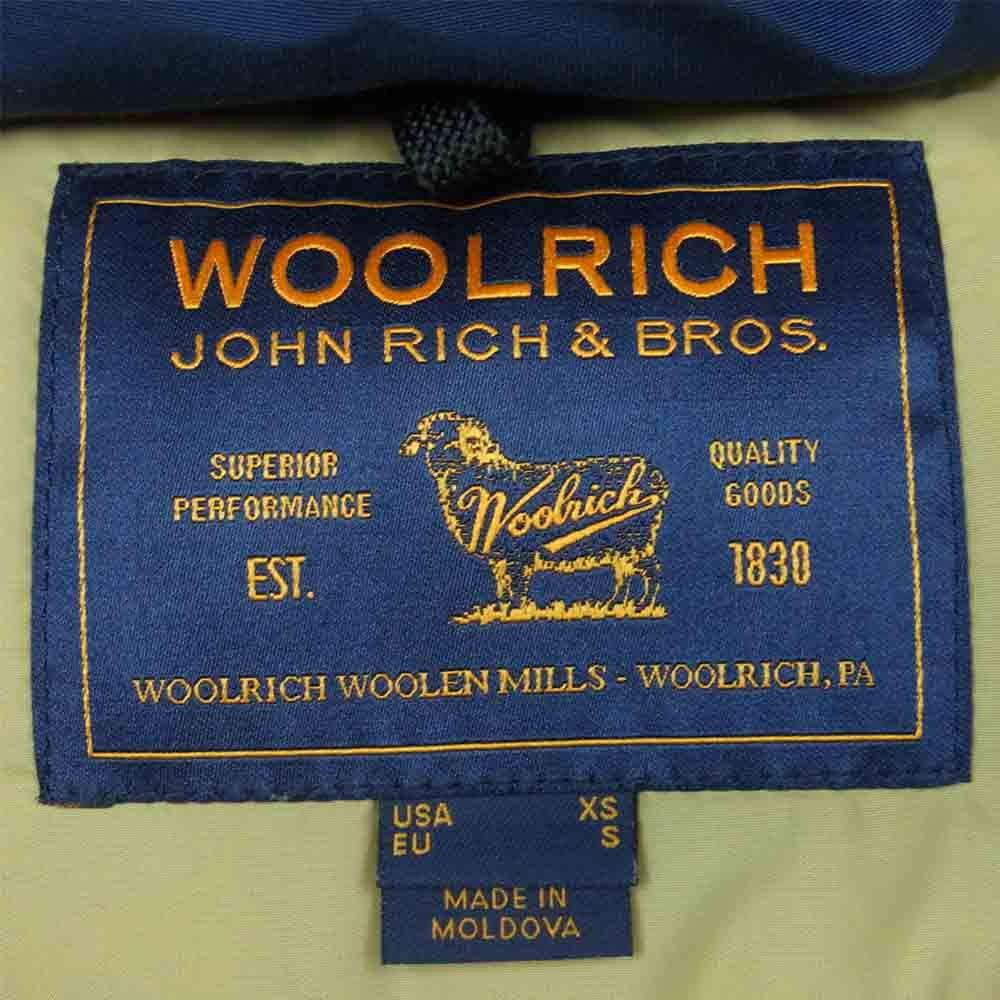 WOOLRICH
JOHN RICH & BROS.
SUPERIOR
PERFORMANCE
EST.
Woolrich
QUALITY
GOODS
1830
WOOLRICH WOOLEN MILLS - WOOLRICH, PA
USA XS
EU S
MADE IN
MOLDOVA